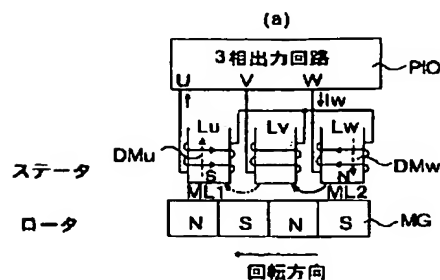 (a)
3相出力回路
PIO
U V W
Iw
Lu Lv Lw
DMu
DMw
S N
ステータ
ML1 ML2
ロータ
N S N S
MG
回転方向